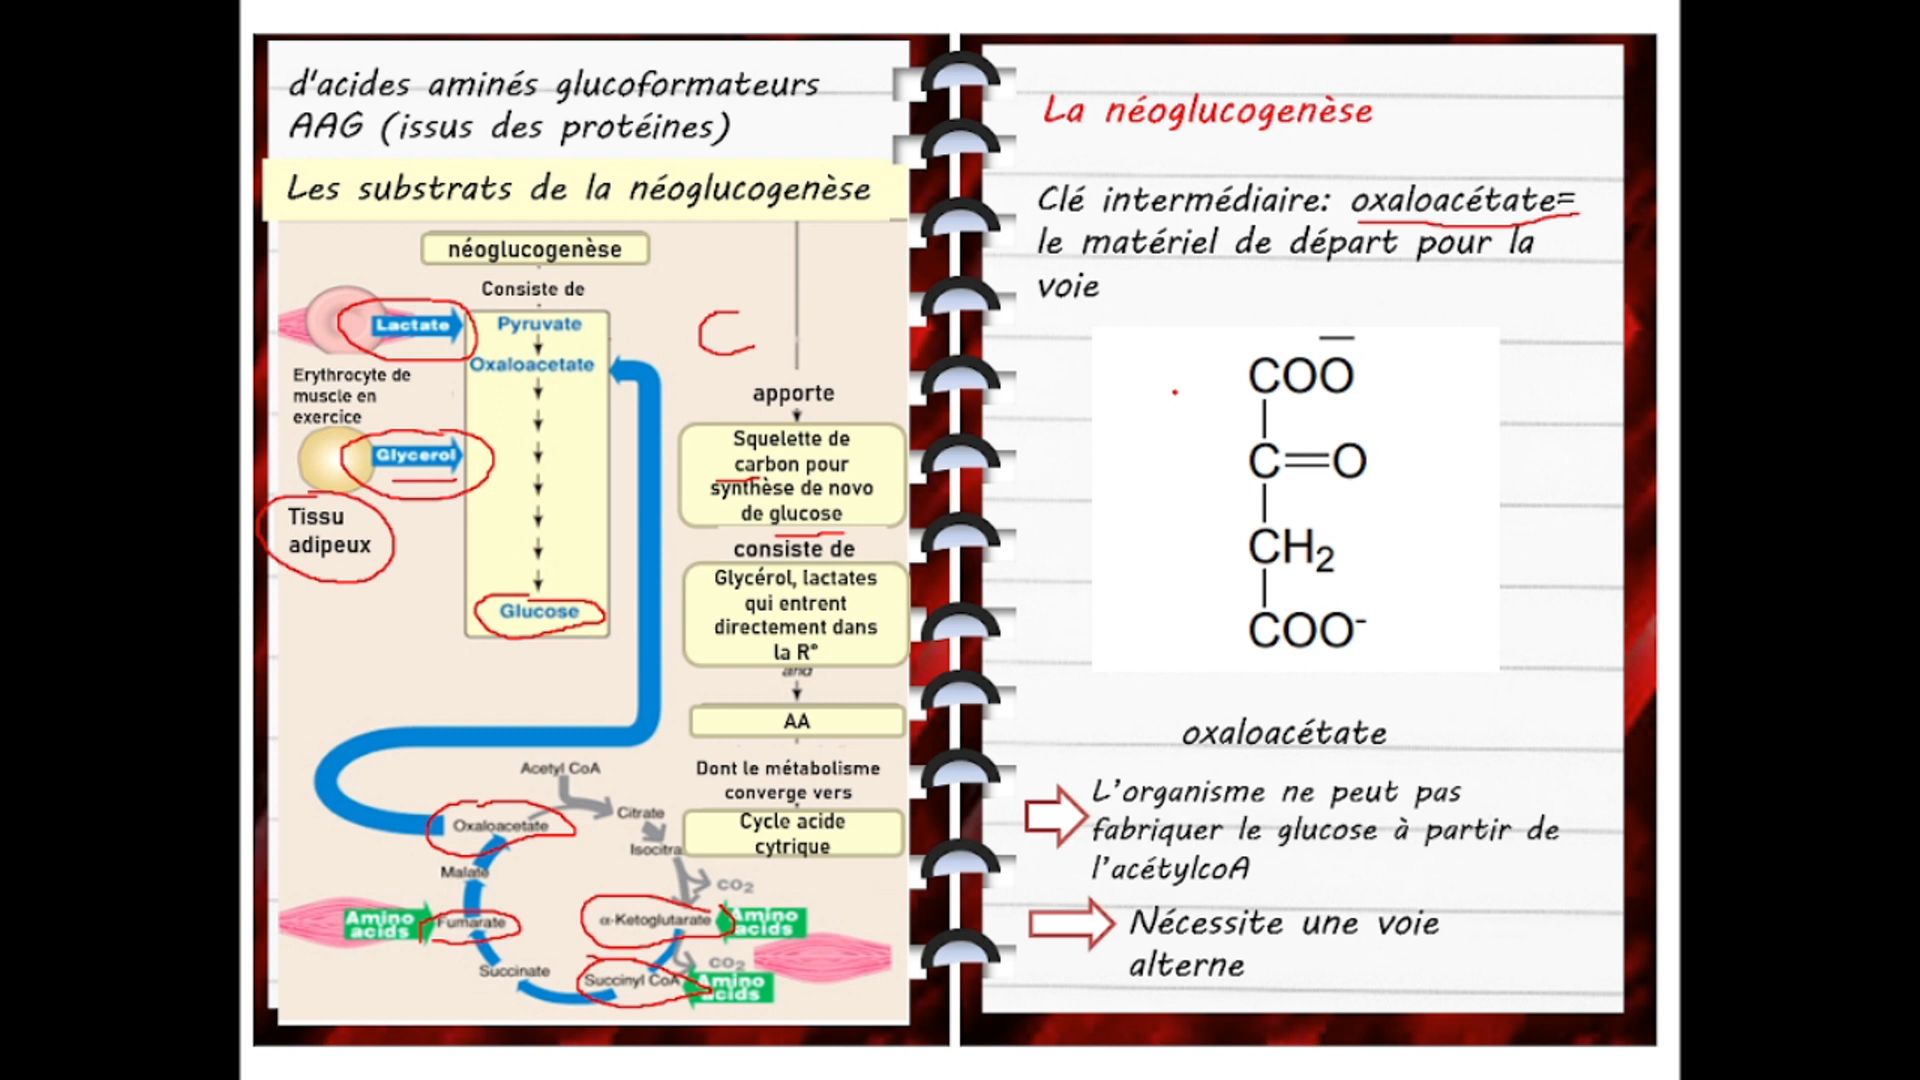 d'acides aminés glucoformateurs
AAG (issus des protéines)
Les substrats de la néoglucogenèse
néoglucogenèse
Consiste de
Lactate
Pyruvate
Oxaloacetate
Erythrocyte de
muscle en
exercice
Glycerol
Tissu
adipeux
Glucose
apporte
Squelette de
carbon pour
synthèse de novo
de glucose
consiste de
Glycérol, lactates
qui entrent
directement dans
la R°
and
AA
Dont le métabolisme
converge vers
Cycle acide
cytrique
Acetyl CoA
Citrate
Isocitra
Oxaloacetate
Malate
CO2
Amino
acids
Fumarate
α-Ketoglutarate
Amino
acids
CO2
Succinate
Succinyl CoA
Amino
acids
La néoglucogenèse
Clé intermédiaire: oxaloacétate=
le matériel de départ pour la
voie
COO⁻
C=O
CH2
COO⁻
oxaloacétate
L'organisme ne peut pas
fabriquer le glucose à partir de
l'acétylcoA
Nécessite une voie
alterne